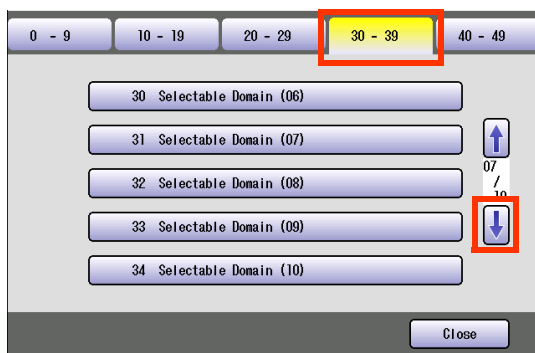 0 - 9 10 - 19 20 - 29 30 - 39 40 - 49
30 Selectable Domain (06)
31 Selectable Domain (07)
32 Selectable Domain (08)
33 Selectable Domain (09)
34 Selectable Domain (10)
07
/
10
Close